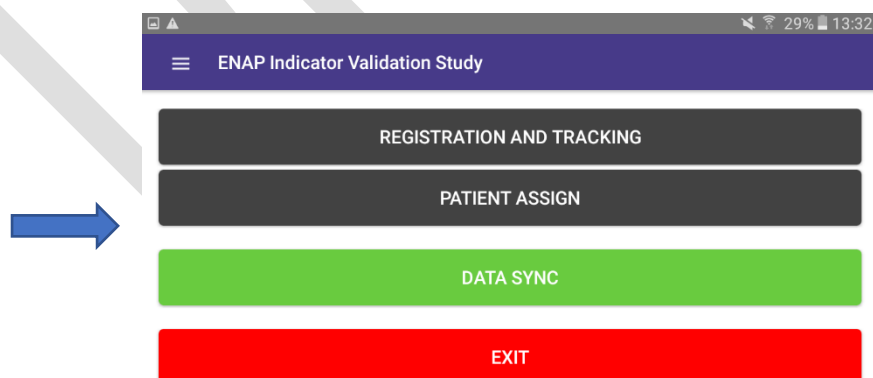 29% 13:32
ENAP Indicator Validation Study
REGISTRATION AND TRACKING
PATIENT ASSIGN
DATA SYNC
EXIT